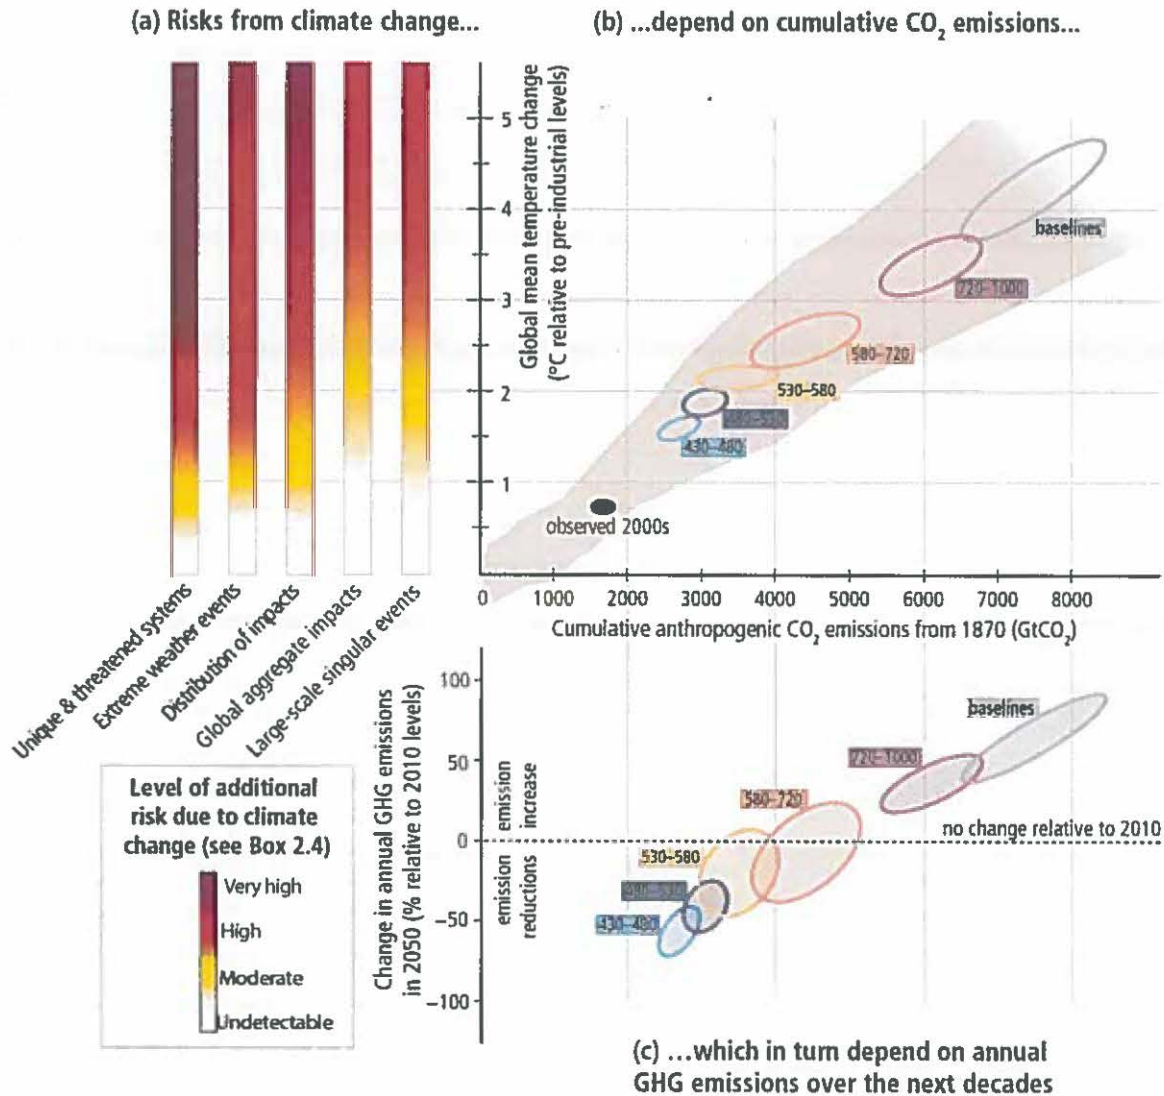 (a) Risks from climate change...
(b) ...depend on cumulative CO₂ emissions...
Global mean temperature change
(°C relative to pre-industrial levels)
5
4
3
2
1
baselines
720–1000
580–720
530–580
430–480
observed 2000s
0
1000
2000
3000
4000
5000
6000
7000
8000
Cumulative anthropogenic CO₂ emissions from 1870 (GtCO₂)
Unique & threatened systems
Extreme weather events
Distribution of impacts
Global aggregate impacts
Large-scale singular events
Level of additional
risk due to climate
change (see Box 2.4)
Very high
High
Moderate
Undetectable
Change in annual GHG emissions
in 2050 (% relative to 2010 levels)
100
50
0
−50
−100
emission
increase
emission
reductions
baselines
720–1000
580–720
no change relative to 2010
530–580
430–480
(c) ...which in turn depend on annual
GHG emissions over the next decades